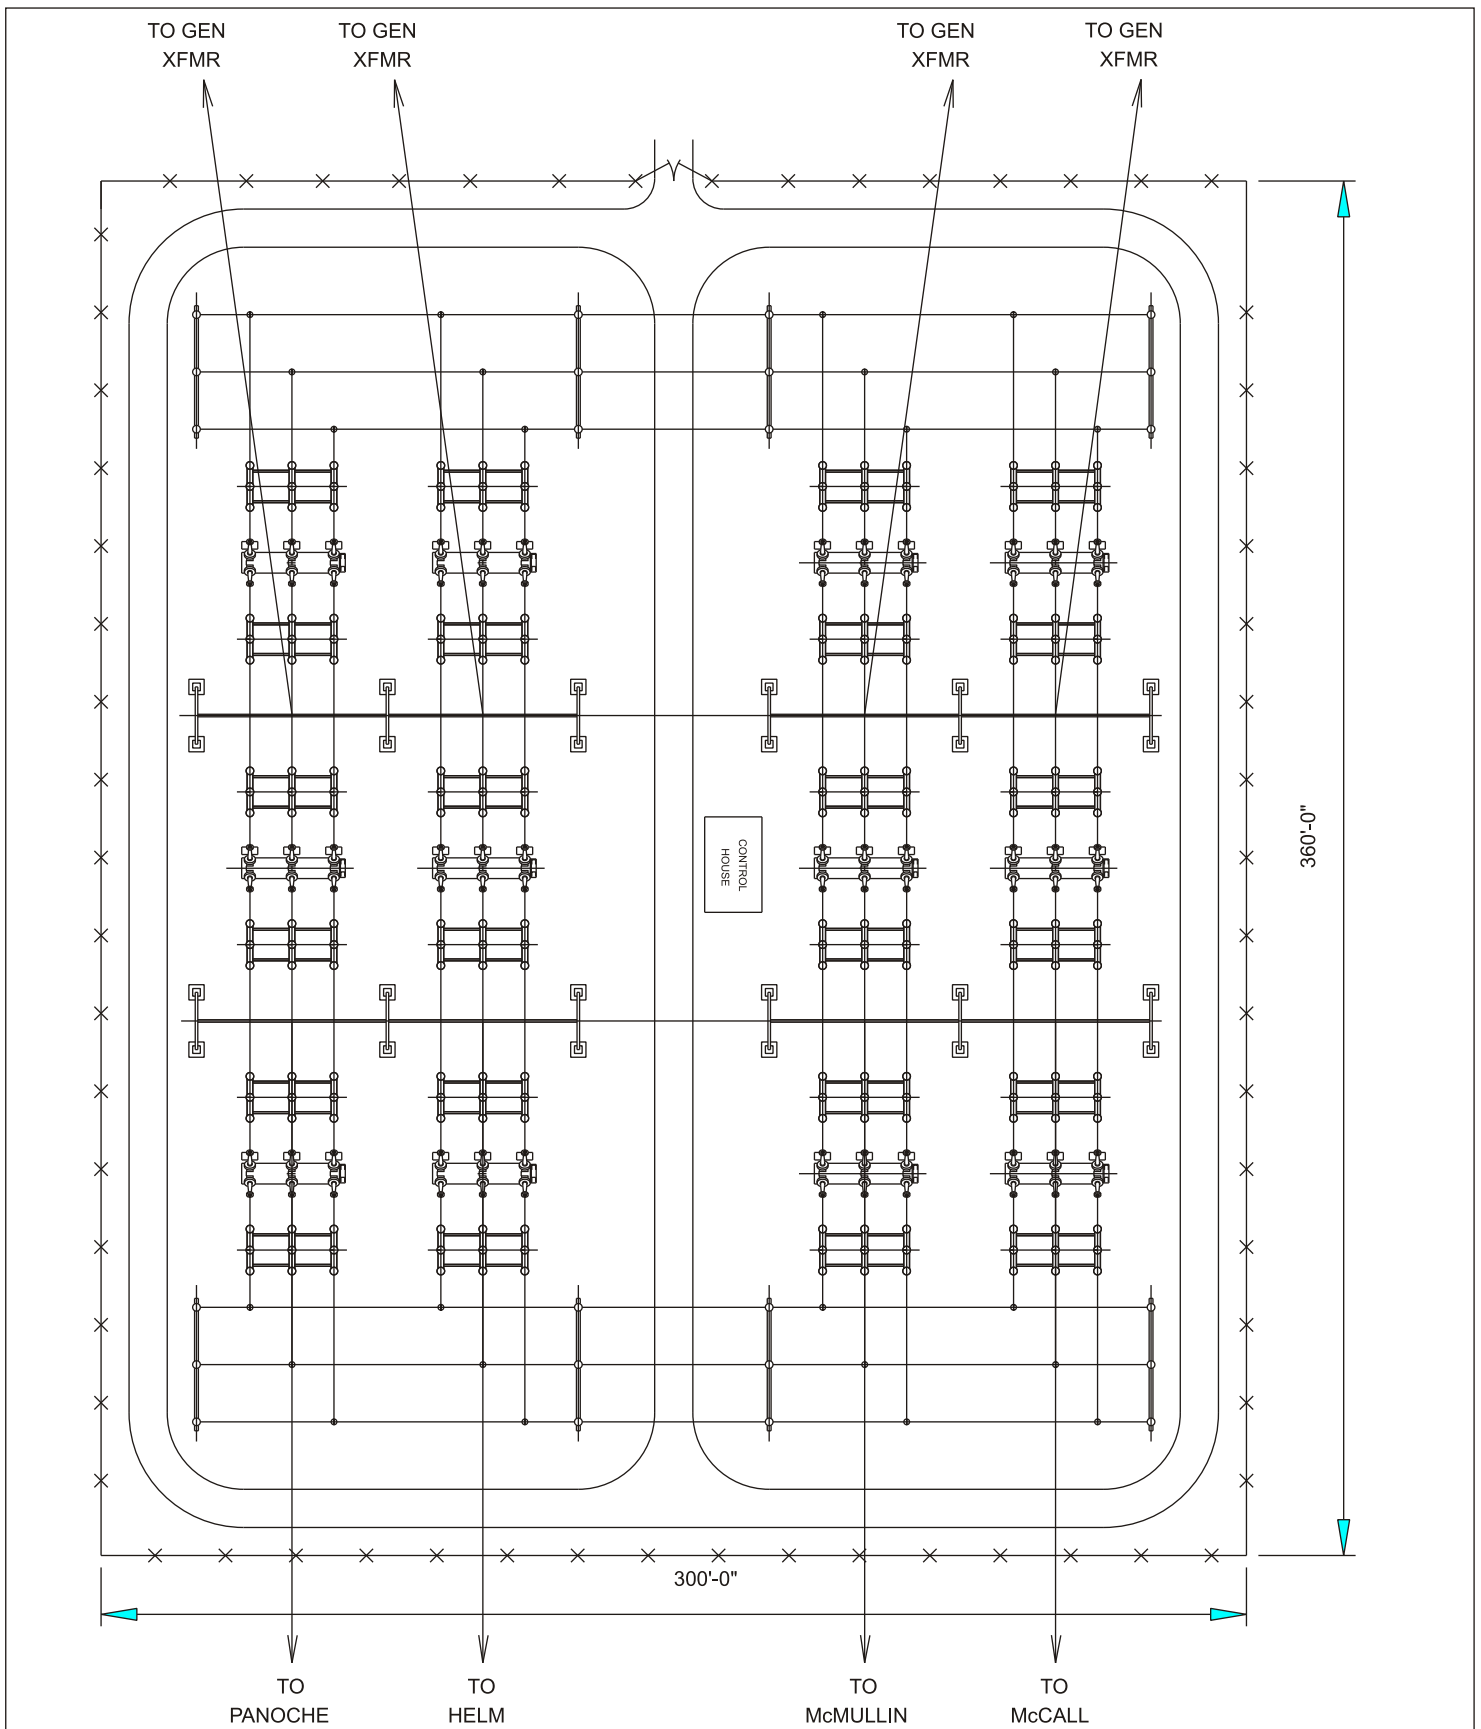 TO GEN
XFMR
TO GEN
XFMR
TO GEN
XFMR
TO GEN
XFMR
CONTROL
HOUSE
360'-0"
300'-0"
TO
PANOCHE
TO
HELM
TO
McMULLIN
TO
McCALL